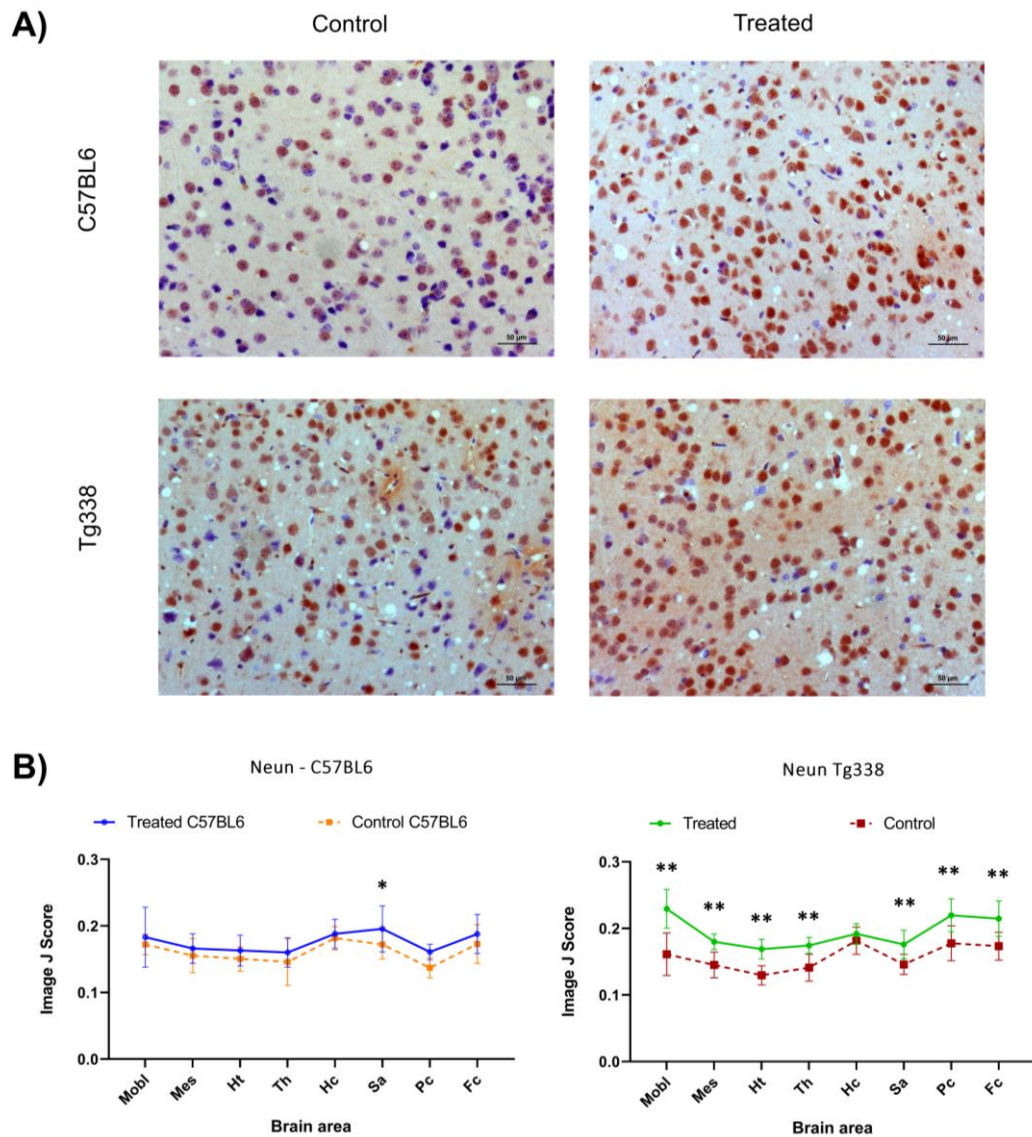 A)
Control
Treated
C57BL6
50 µm
50 µm
Tg338
50 µm
50 µm
B)
Neun - C57BL6
Treated C57BL6
Control C57BL6
Image J Score
0.3
0.2
0.1
0.0
*
Mobl
Mes
Ht
Th
Hc
Sa
Pc
Fc
Brain area
Neun Tg338
Treated
Control
Image J Score
0.3
0.2
0.1
0.0
**
**
**
**
**
**
**
Mobl
Mes
Ht
Th
Hc
Sa
Pc
Fc
Brain area